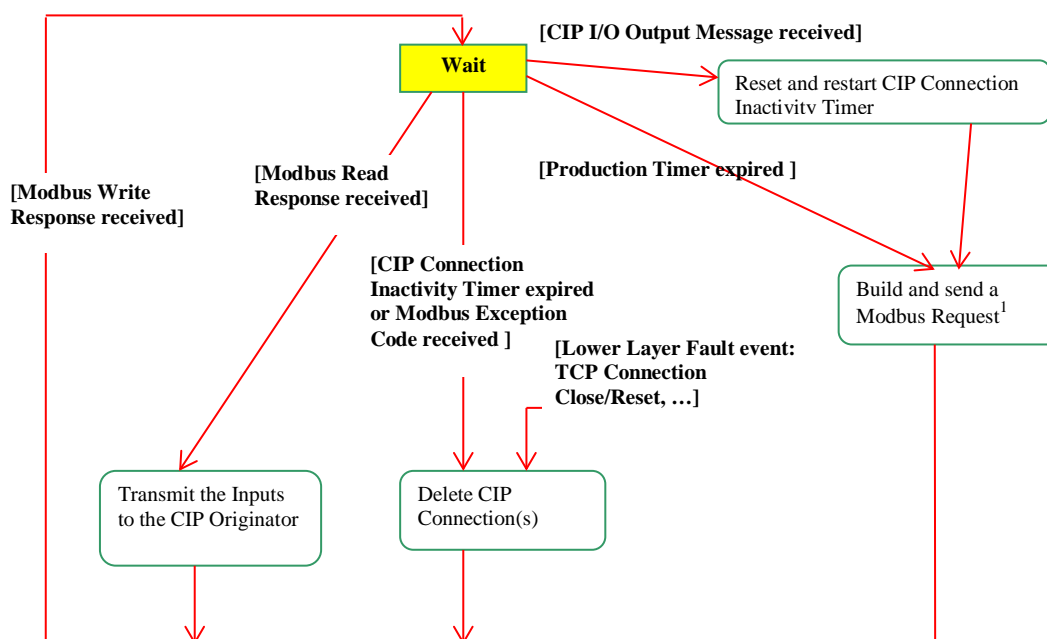 [CIP I/O Output Message received]
Wait
Reset and restart CIP Connection
Inactivity Timer
[Production Timer expired ]
[Modbus Read
Response received]
[Modbus Write
Response received]
[CIP Connection
Inactivity Timer expired
or Modbus Exception
Code received ]
Build and send a
Modbus Request1
[Lower Layer Fault event:
TCP Connection
Close/Reset, …]
Transmit the Inputs
to the CIP Originator
Delete CIP
Connection(s)